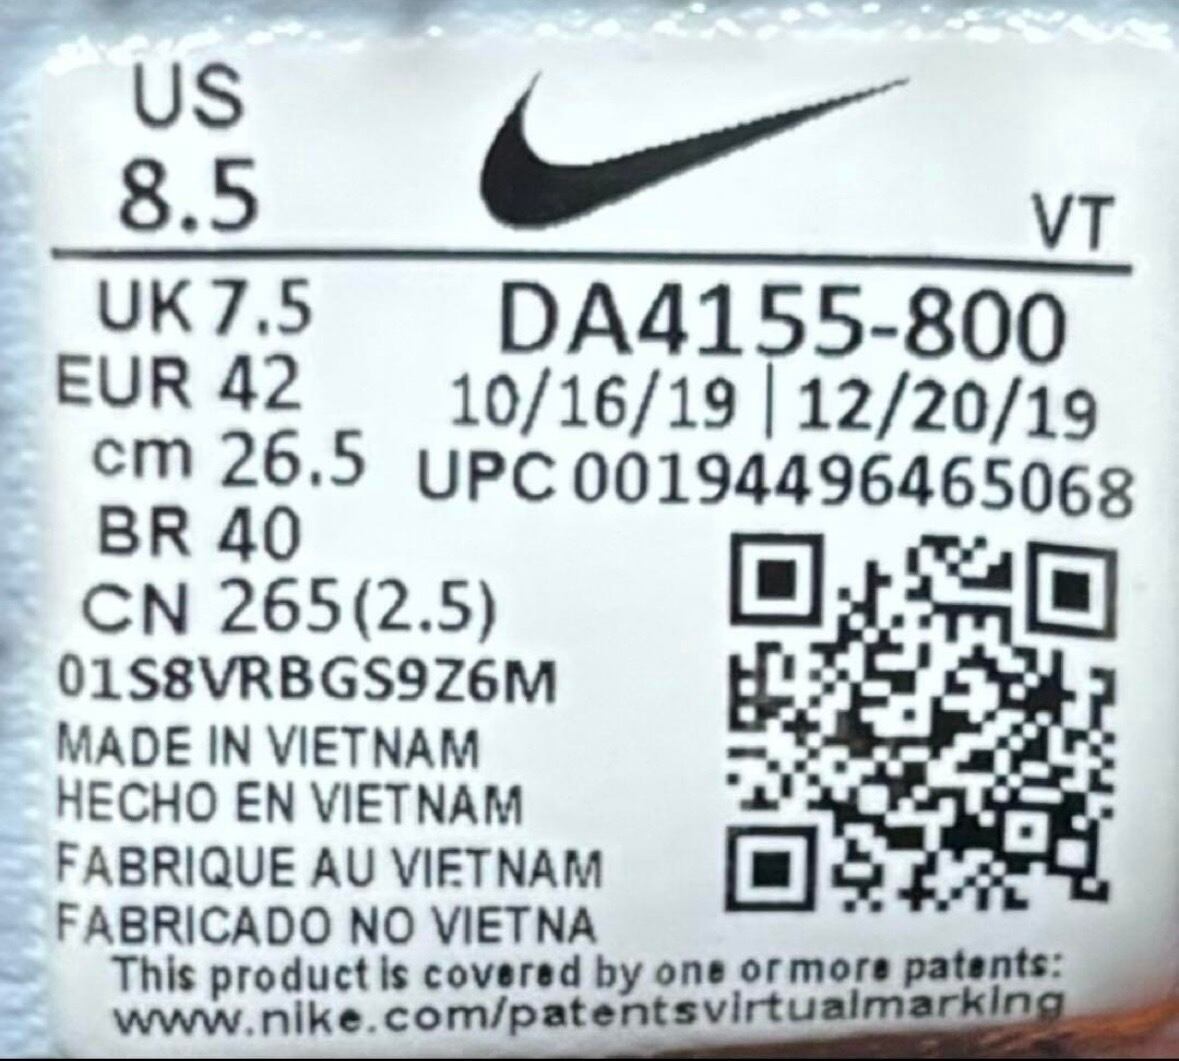 US
8.5
VT
UK 7.5
DA4155-800
EUR 42
10/16/19 | 12/20/19
cm 26.5
UPC 00194496465068
BR 40
CN 265(2.5)
01S8VRBGS9Z6M
MADE IN VIETNAM
HECHO EN VIETNAM
FABRIQUE AU VIETNAM
FABRICADO NO VIETNA
This product is covered by one or more patents:
www.nike.com/patentsvirtualmarking